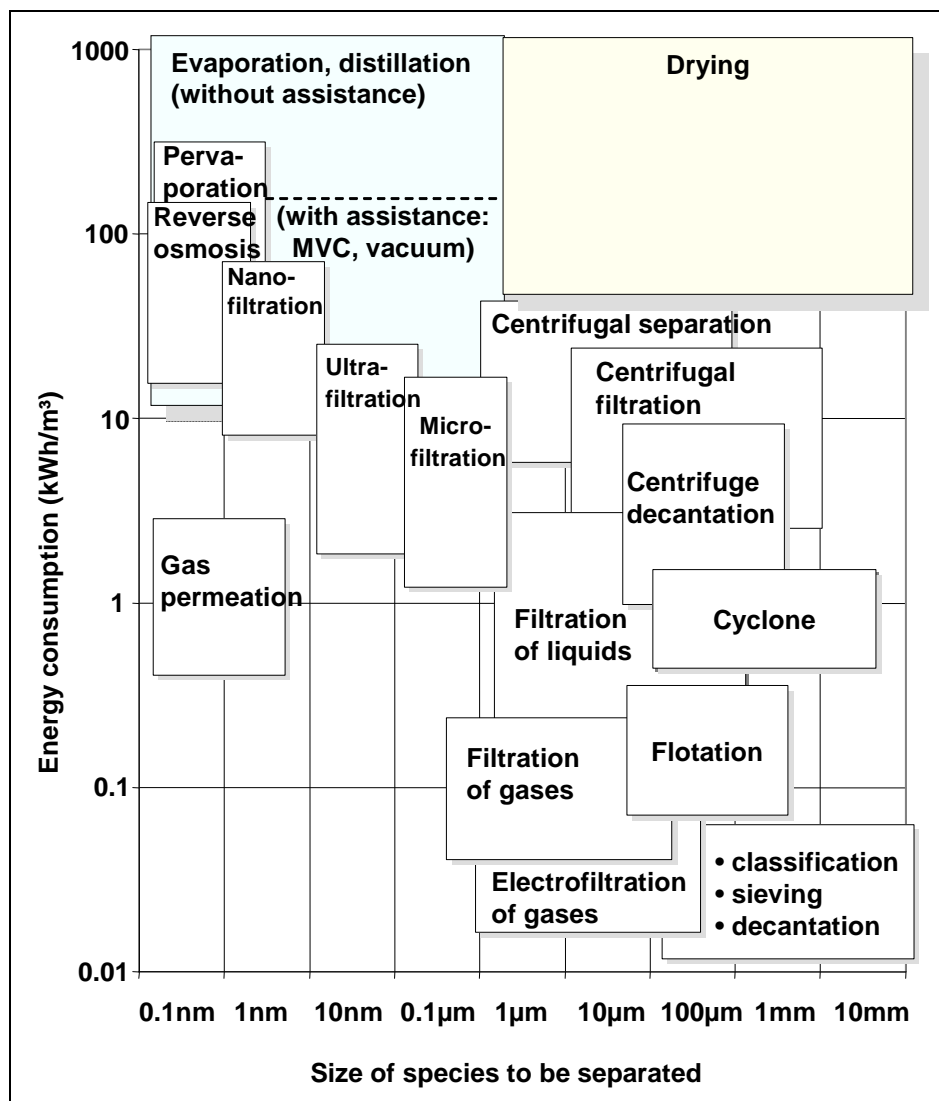 Energy consumption (kWh/m³)
1000
100
10
1
0.1
0.01
Evaporation, distillation
(without assistance)
Drying
Perva-
poration
Reverse
osmosis
(with assistance:
MVC, vacuum)
Nano-
filtration
Centrifugal separation
Ultra-
filtration
Centrifugal
filtration
Micro-
filtration
Centrifuge
decantation
Gas
permeation
Filtration
of liquids
Cyclone
Filtration
of gases
Flotation
Electrofiltration
of gases
• classification
• sieving
• decantation
0.1nm 1nm 10nm 0.1µm 1µm 10µm 100µm 1mm 10mm
Size of species to be separated